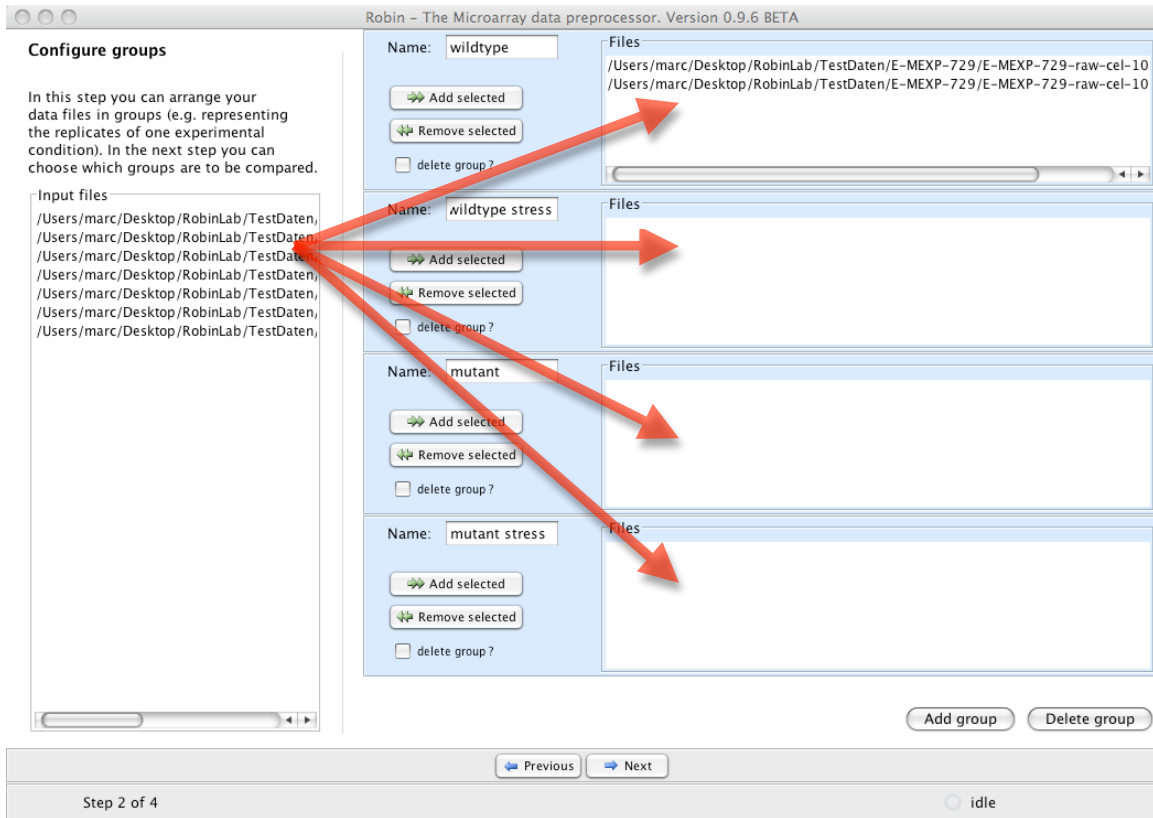 Robin – The Microarray data preprocessor. Version 0.9.6 BETA
Configure groups
In this step you can arrange your
data files in groups (e.g. representing
the replicates of one experimental
condition). In the next step you can
choose which groups are to be compared.
Input files
/Users/marc/Desktop/RobinLab/TestDaten/
/Users/marc/Desktop/RobinLab/TestDaten/
/Users/marc/Desktop/RobinLab/TestDaten/
/Users/marc/Desktop/RobinLab/TestDaten/
/Users/marc/Desktop/RobinLab/TestDaten/
/Users/marc/Desktop/RobinLab/TestDaten/
/Users/marc/Desktop/RobinLab/TestDaten/
Name: wildtype
Add selected
Remove selected
delete group?
Files
/Users/marc/Desktop/RobinLab/TestDaten/E-MEXP-729/E-MEXP-729-raw-cel-10
/Users/marc/Desktop/RobinLab/TestDaten/E-MEXP-729/E-MEXP-729-raw-cel-10
Name: wildtype stress
Add selected
Remove selected
delete group?
Files
Name: mutant
Add selected
Remove selected
delete group?
Files
Name: mutant stress
Add selected
Remove selected
delete group?
Files
Add group
Delete group
Previous
Next
Step 2 of 4
idle